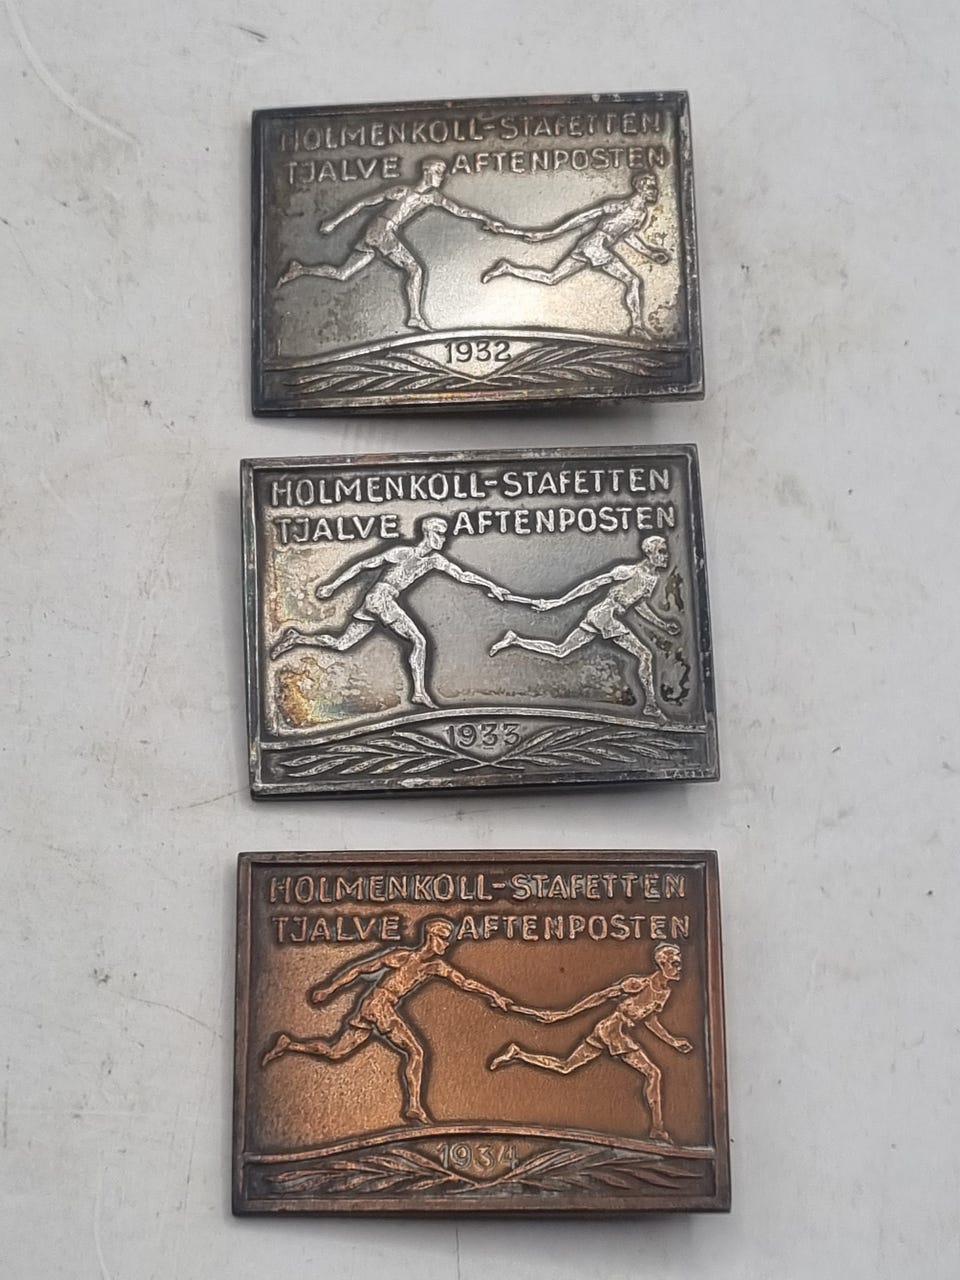 HOLMENKOLL-STAFETTEN
TJALVE AFTENPOSTEN
1932
HOLMENKOLL-STAFETTEN
TJALVE AFTENPOSTEN
1933
HOLMENKOLL-STAFETTEN
TJALVE AFTENPOSTEN
1934